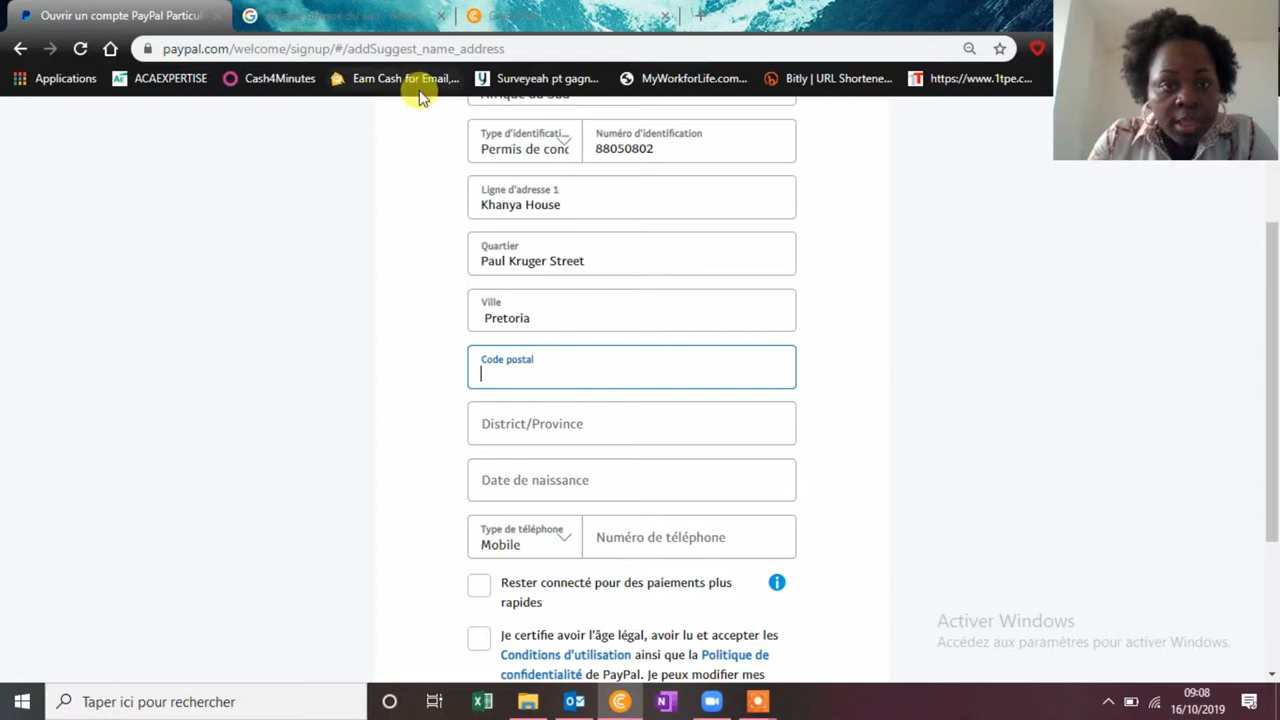 Ouvrir un compte PayPal Particul
paypal.com/welcome/signup/#/addSuggest_name_address
Applications
ACAEXPERTISE
Cash4Minutes
Earn Cash for Email,...
Surveyeah pt gagn...
MyWorkforLife.com...
Bitly | URL Shortene...
https://www.1tpe.c...
Afrique du Sud
Type d'identificati...
Permis de conc
Numéro d'identification
88050802
Ligne d'adresse 1
Khanya House
Quartier
Paul Kruger Street
Ville
Pretoria
Code postal
District/Province
Date de naissance
Type de téléphone
Mobile
Numéro de téléphone
Rester connecté pour des paiements plus
rapides
Je certifie avoir l'âge légal, avoir lu et accepter les
Conditions d'utilisation ainsi que la Politique de
confidentialité de PayPal. Je peux modifier mes
Activer Windows
Accédez aux paramètres pour activer Windows.
Taper ici pour rechercher
09:08
16/10/2019